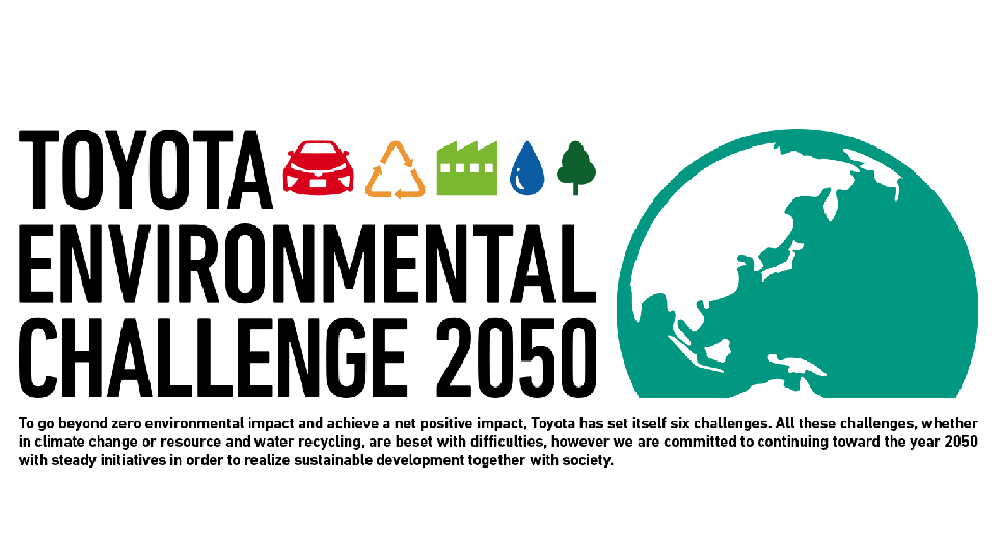 TOYOTA
ENVIRONMENTAL
CHALLENGE 2050
To go beyond zero environmental impact and achieve a net positive impact, Toyota has set itself six challenges. All these challenges, whether
in climate change or resource and water recycling, are beset with difficulties, however we are committed to continuing toward the year 2050
with steady initiatives in order to realize sustainable development together with society.